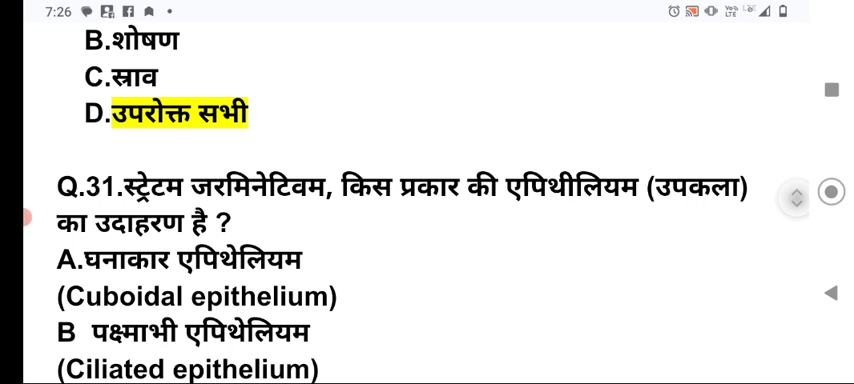 7:26
B.शोषण
C.स्राव
D.उपरोक्त सभी
Q.31.स्ट्रेटम जरमिनेटिवम, किस प्रकार की एपिथीलियम (उपकला)
का उदाहरण है ?
A.घनाकार एपिथेलियम
(Cuboidal epithelium)
B पक्ष्माभी एपिथेलियम
(Ciliated epithelium)